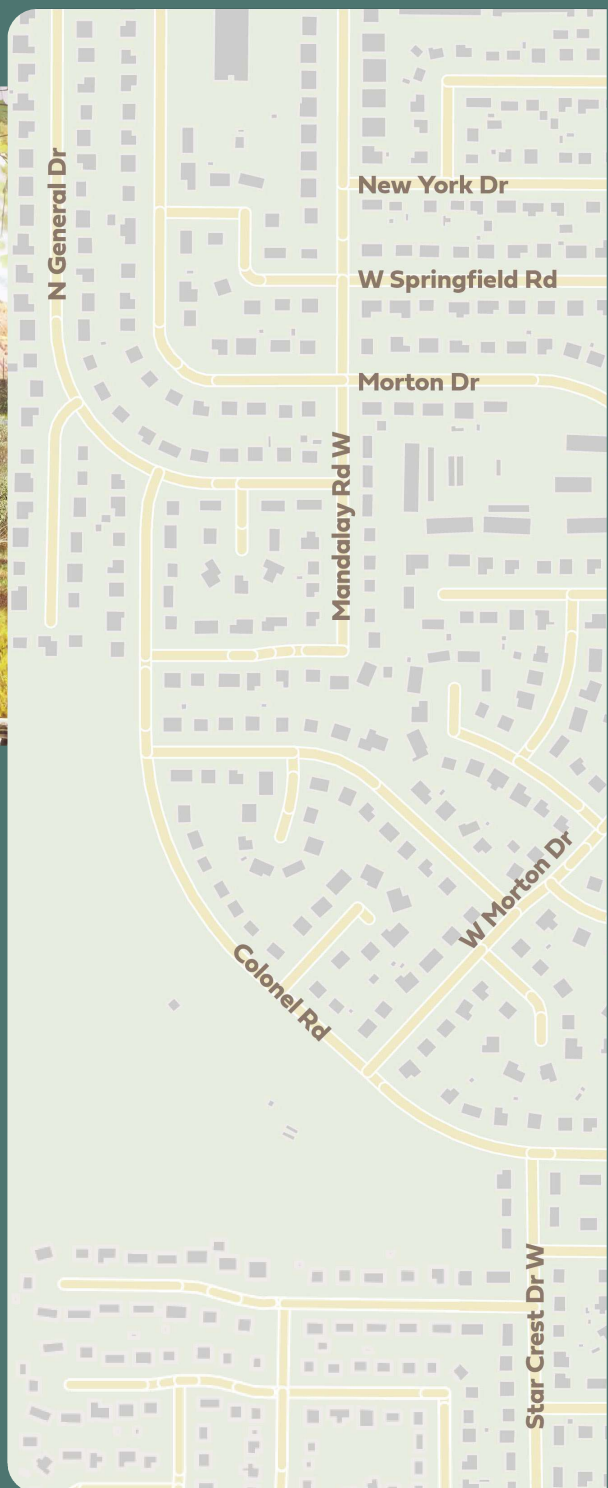 N General Dr
New York Dr
W Springfield Rd
Morton Dr
Mandalay Rd W
W Morton Dr
Colonel Rd
Star Crest Dr W